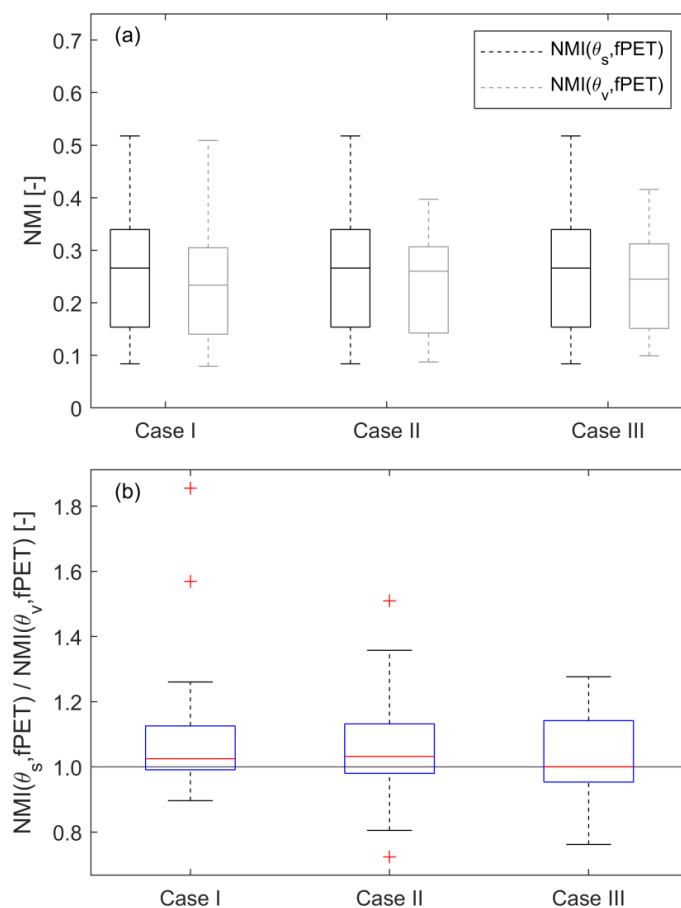 (a)
NMI(θs,fPET)
NMI(θv,fPET)
NMI [-]
0.7
0.6
0.5
0.4
0.3
0.2
0.1
0
Case I
Case II
Case III
(b)
NMI(θs,fPET) / NMI(θv,fPET) [-]
1.8
1.6
1.4
1.2
1.0
0.8
Case I
Case II
Case III